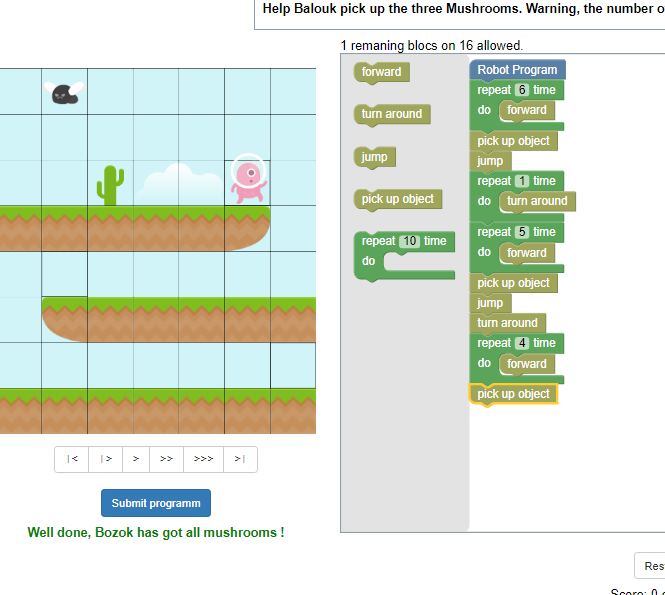 Help Balouk pick up the three Mushrooms. Warning, the number o
1 remaning blocs on 16 allowed.
forward
turn around
jump
pick up object
repeat 10 time
do
Robot Program
repeat 6 time
do forward
pick up object
jump
repeat 1 time
do turn around
repeat 5 time
do forward
pick up object
jump
turn around
repeat 4 time
do forward
pick up object
|< |> > >> >>> >|
Submit programm
Well done, Bozok has got all mushrooms !
Res